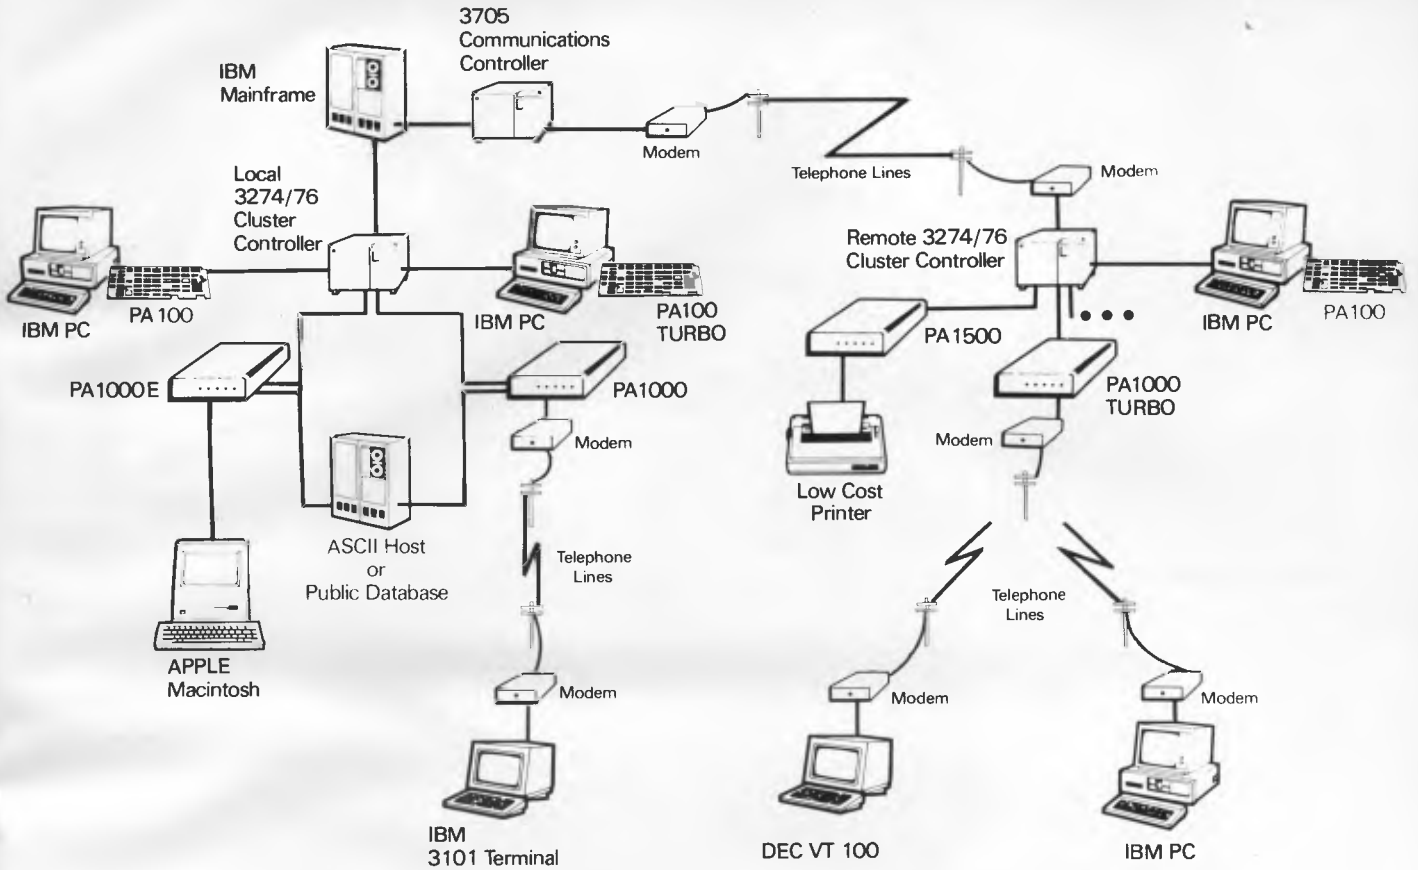 3705
Communications
Controller
IBM
Mainframe
Modem
Telephone Lines
Modem
Local
3274/76
Cluster
Controller
Remote 3274/76
Cluster Controller
IBM PC
PA100
IBM PC
PA100
TURBO
PA1500
IBM PC
PA100
PA1000E
PA1000
PA1000
TURBO
Modem
Modem
Low Cost
Printer
ASCII Host
or
Public Database
Telephone
Lines
Telephone
Lines
APPLE
Macintosh
Modem
Modem
Modem
IBM
3101 Terminal
DEC VT 100
IBM PC